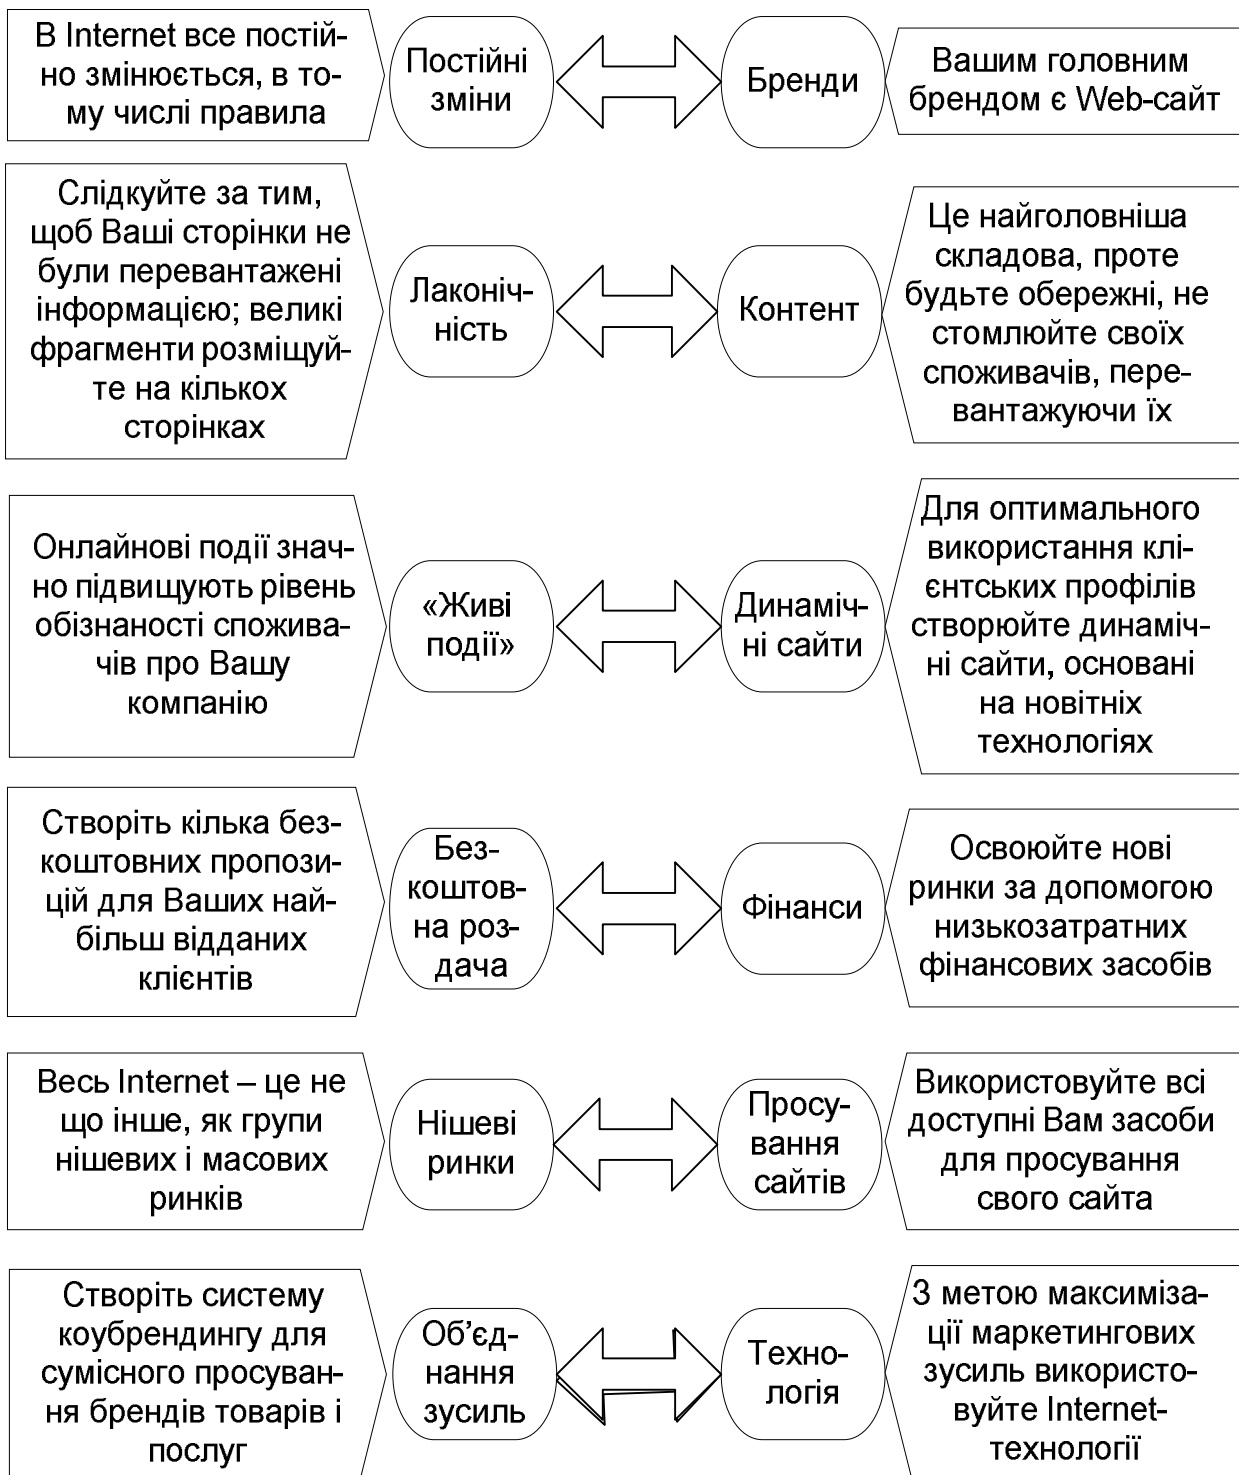 В Internet все постій-
но змінюється, в то-
му числі правила
Постійні
зміни
Бренди
Вашим головним
брендом є Web-сайт
Слідкуйте за тим,
щоб Ваші сторінки не
були перевантажені
інформацією; великі
фрагменти розміщуй-
те на кількох
сторінках
Лаконіч-
ність
Контент
Це найголовніша
складова, проте
будьте обережні, не
стомлюйте своїх
споживачів, пере-
вантажуючи їх
Онлайнові події знач-
но підвищують рівень
обізнаності спожива-
чів про Вашу
компанію
«Живі
події»
Динаміч-
ні сайти
Для оптимального
використання клі-
єнтських профілів
створюйте динаміч-
ні сайти, основані
на новітніх
технологіях
Створіть кілька без-
коштовних пропози-
цій для Ваших най-
більш відданих
клієнтів
Без-
коштов-
на роз-
дача
Фінанси
Освоюйте нові
ринки за допомогою
низькозатратних
фінансових засобів
Весь Internet – це не
що інше, як групи
нішевих і масових
ринків
Нішеві
ринки
Просу-
вання
сайтів
Використовуйте всі
доступні Вам засоби
для просування
свого сайта
Створіть систему
коубрендингу для
сумісного просуван-
ня брендів товарів і
послуг
Об’єд-
нання
зусиль
Техно-
логія
З метою максиміза-
ції маркетингових
зусиль використо-
вуйте Internet-
технології